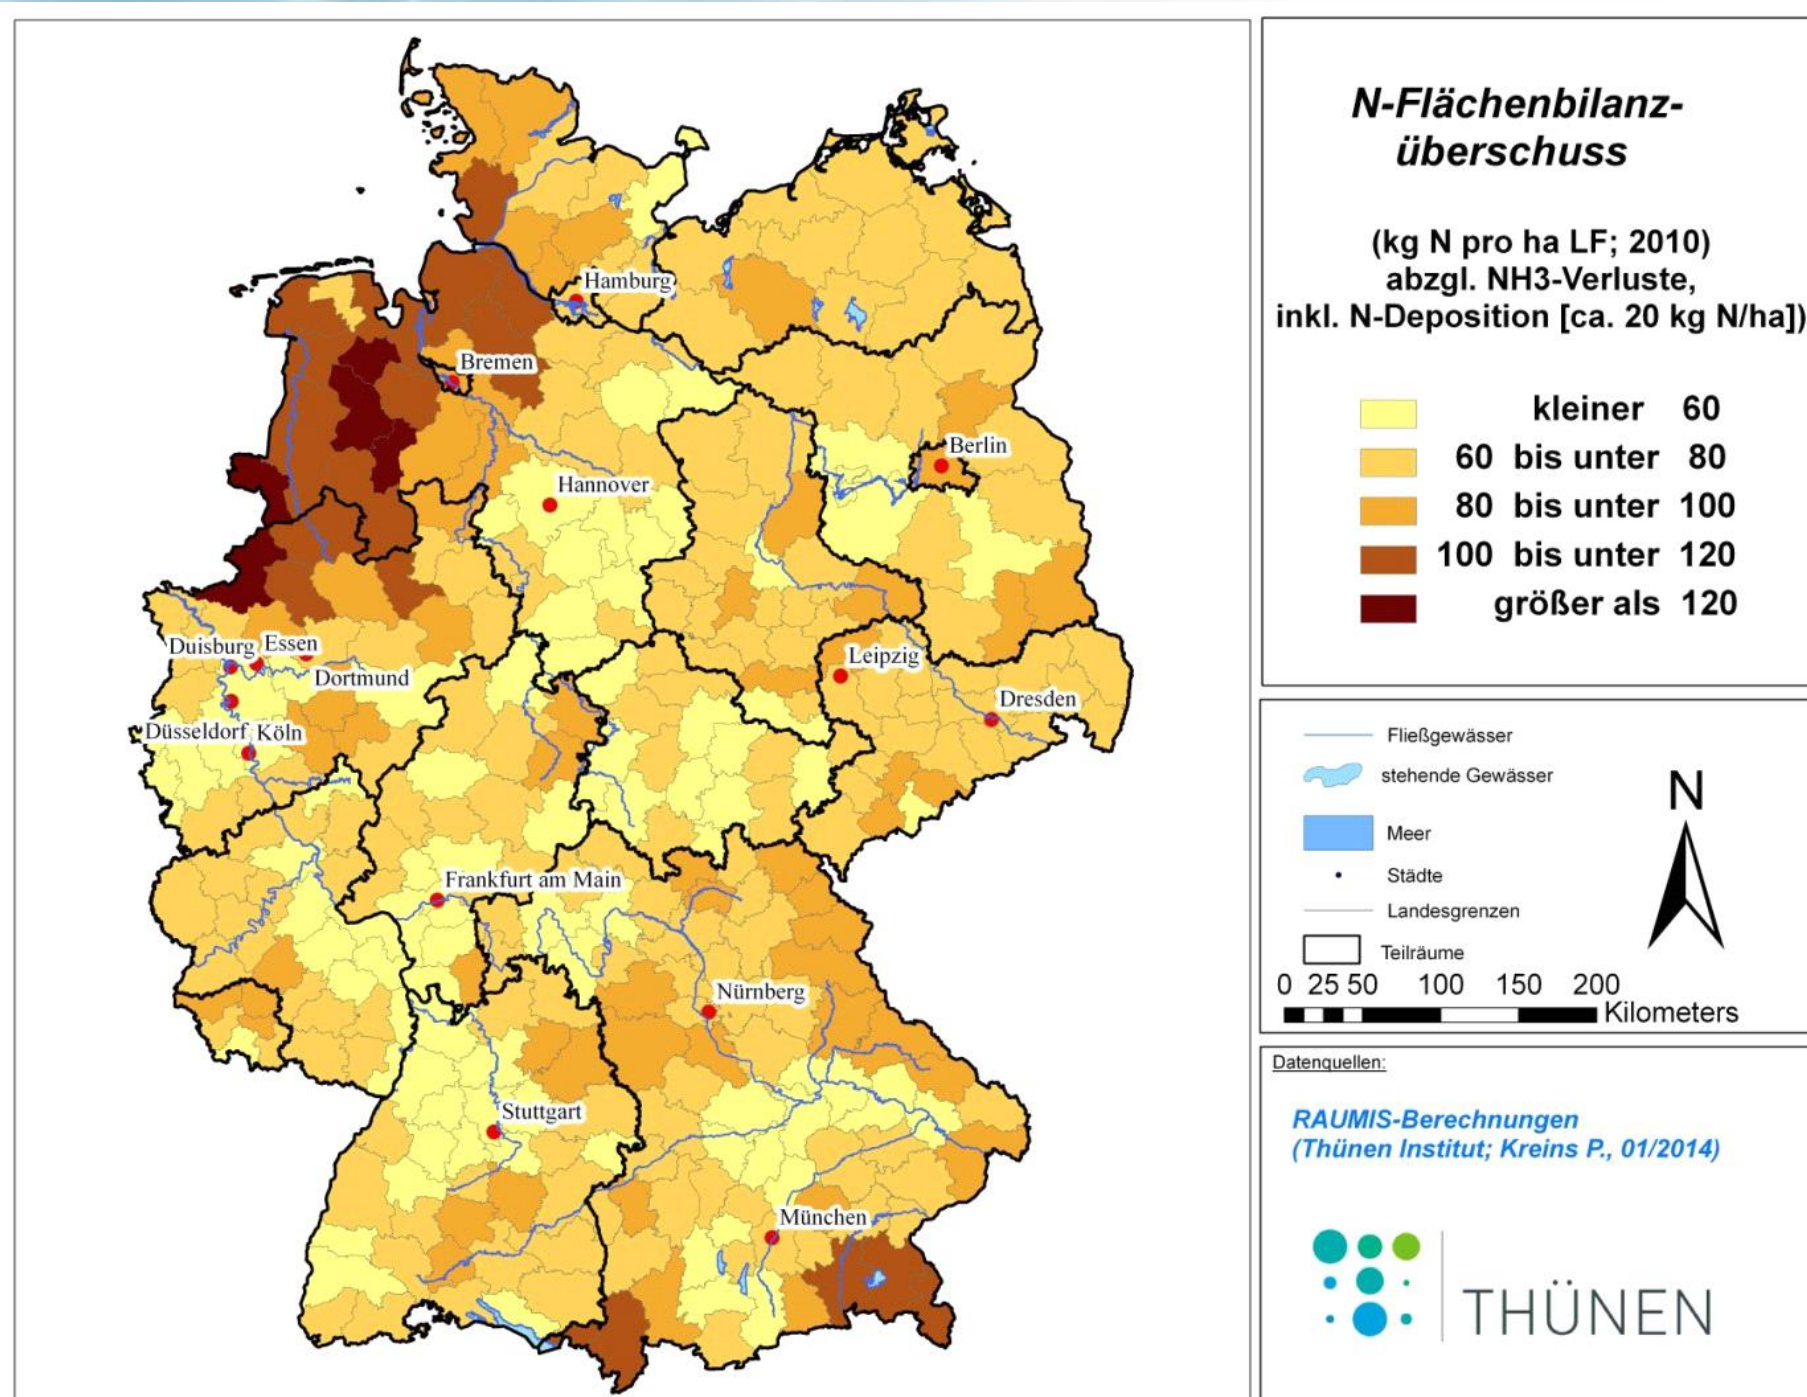 Hamburg
Bremen
Berlin
Hannover
Duisburg
Essen
Dortmund
Leipzig
Dresden
Düsseldorf
Köln
Frankfurt am Main
Nürnberg
Stuttgart
München
N-Flächenbilanz-
überschuss
(kg N pro ha LF; 2010)
abzgl. NH3-Verluste,
inkl. N-Deposition [ca. 20 kg N/ha])
kleiner 60
60 bis unter 80
80 bis unter 100
100 bis unter 120
größer als 120
Fließgewässer
stehende Gewässer
Meer
Städte
Landesgrenzen
Teilräume
N
0 25 50 100 150 200
Kilometers
Datenquellen:
RAUMIS-Berechnungen
(Thünen Institut; Kreins P., 01/2014)
THÜNEN